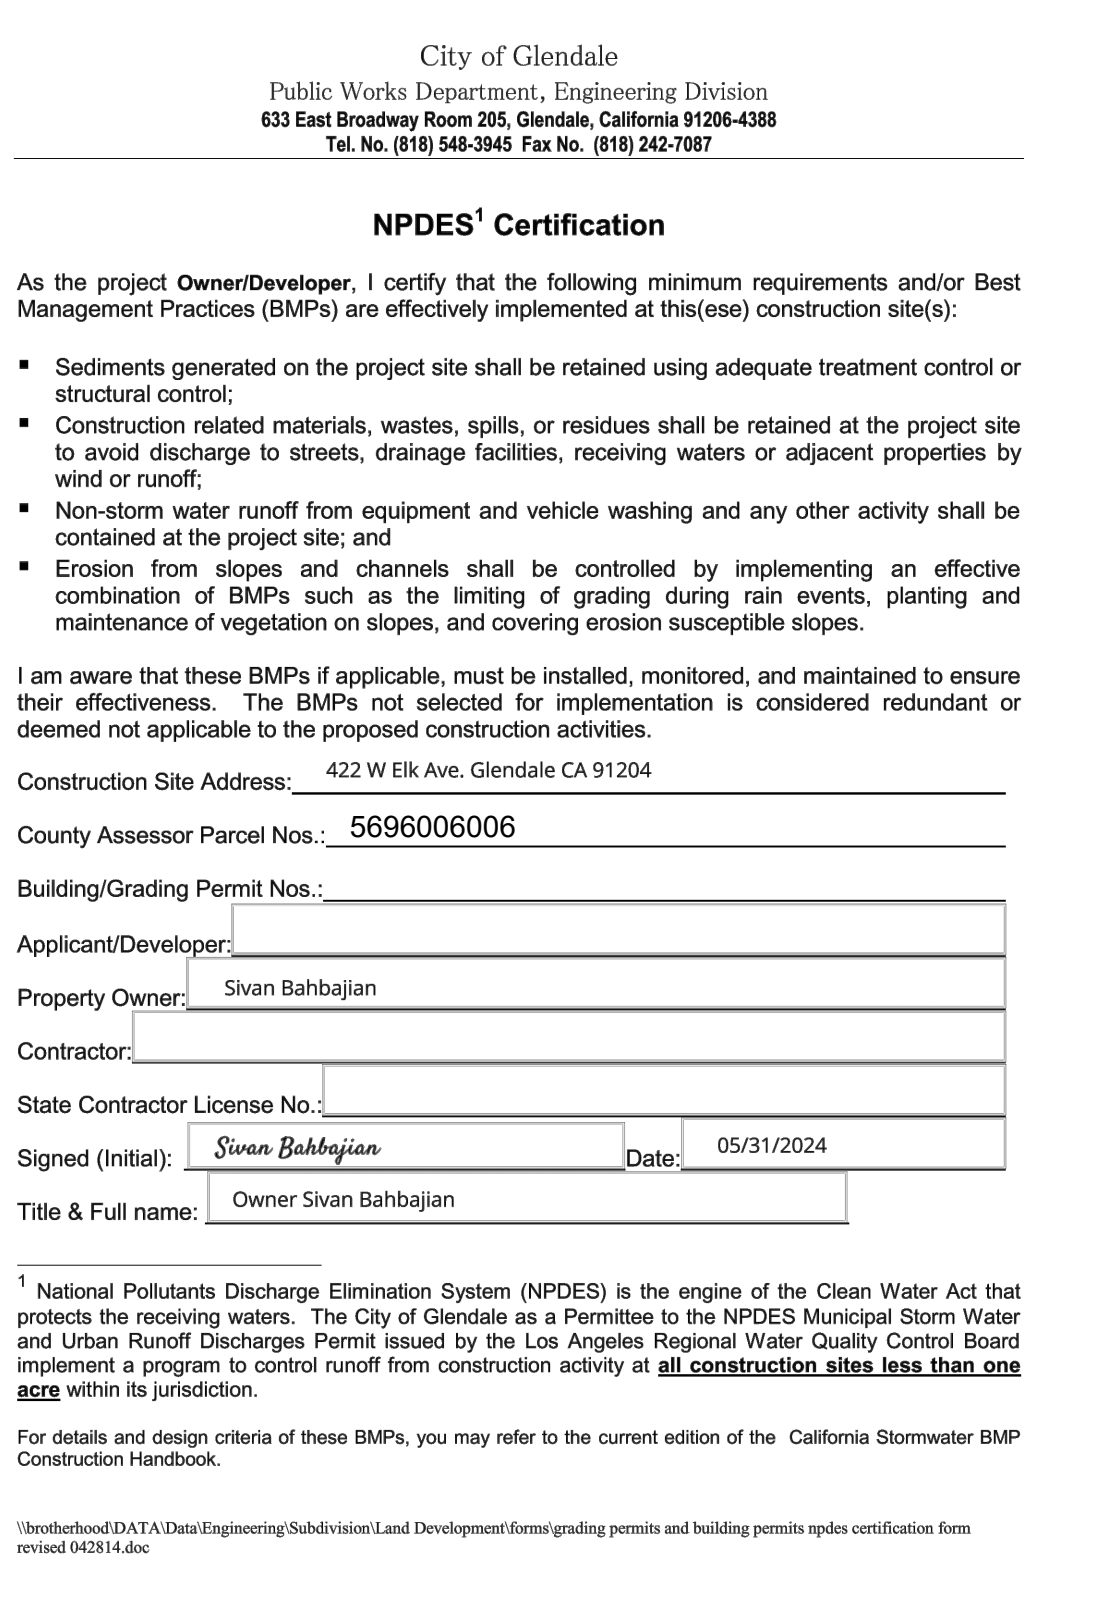 City of Glendale
Public Works Department, Engineering Division
633 East Broadway Room 205, Glendale, California 91206-4388
Tel. No. (818) 548-3945 Fax No. (818) 242-7087
NPDES1 Certification
As the project Owner/Developer, I certify that the following minimum requirements and/or Best
Management Practices (BMPs) are effectively implemented at this(ese) construction site(s):
▪ Sediments generated on the project site shall be retained using adequate treatment control or
structural control;
▪ Construction related materials, wastes, spills, or residues shall be retained at the project site
to avoid discharge to streets, drainage facilities, receiving waters or adjacent properties by
wind or runoff;
▪ Non-storm water runoff from equipment and vehicle washing and any other activity shall be
contained at the project site; and
▪ Erosion from slopes and channels shall be controlled by implementing an effective
combination of BMPs such as the limiting of grading during rain events, planting and
maintenance of vegetation on slopes, and covering erosion susceptible slopes.
I am aware that these BMPs if applicable, must be installed, monitored, and maintained to ensure
their effectiveness. The BMPs not selected for implementation is considered redundant or
deemed not applicable to the proposed construction activities.
Construction Site Address: 422 W Elk Ave. Glendale CA 91204
County Assessor Parcel Nos.: 5696006006
Building/Grading Permit Nos.:
Applicant/Developer:
Property Owner: Sivan Bahbajian
Contractor:
State Contractor License No.:
Signed (Initial): Sivan Bahbajian Date: 05/31/2024
Title & Full name: Owner Sivan Bahbajian
1 National Pollutants Discharge Elimination System (NPDES) is the engine of the Clean Water Act that
protects the receiving waters. The City of Glendale as a Permittee to the NPDES Municipal Storm Water
and Urban Runoff Discharges Permit issued by the Los Angeles Regional Water Quality Control Board
implement a program to control runoff from construction activity at all construction sites less than one
acre within its jurisdiction.
For details and design criteria of these BMPs, you may refer to the current edition of the California Stormwater BMP
Construction Handbook.
\\brotherhood\DATA\Data\Engineering\Subdivision\Land Development\forms\grading permits and building permits npdes certification form
revised 042814.doc